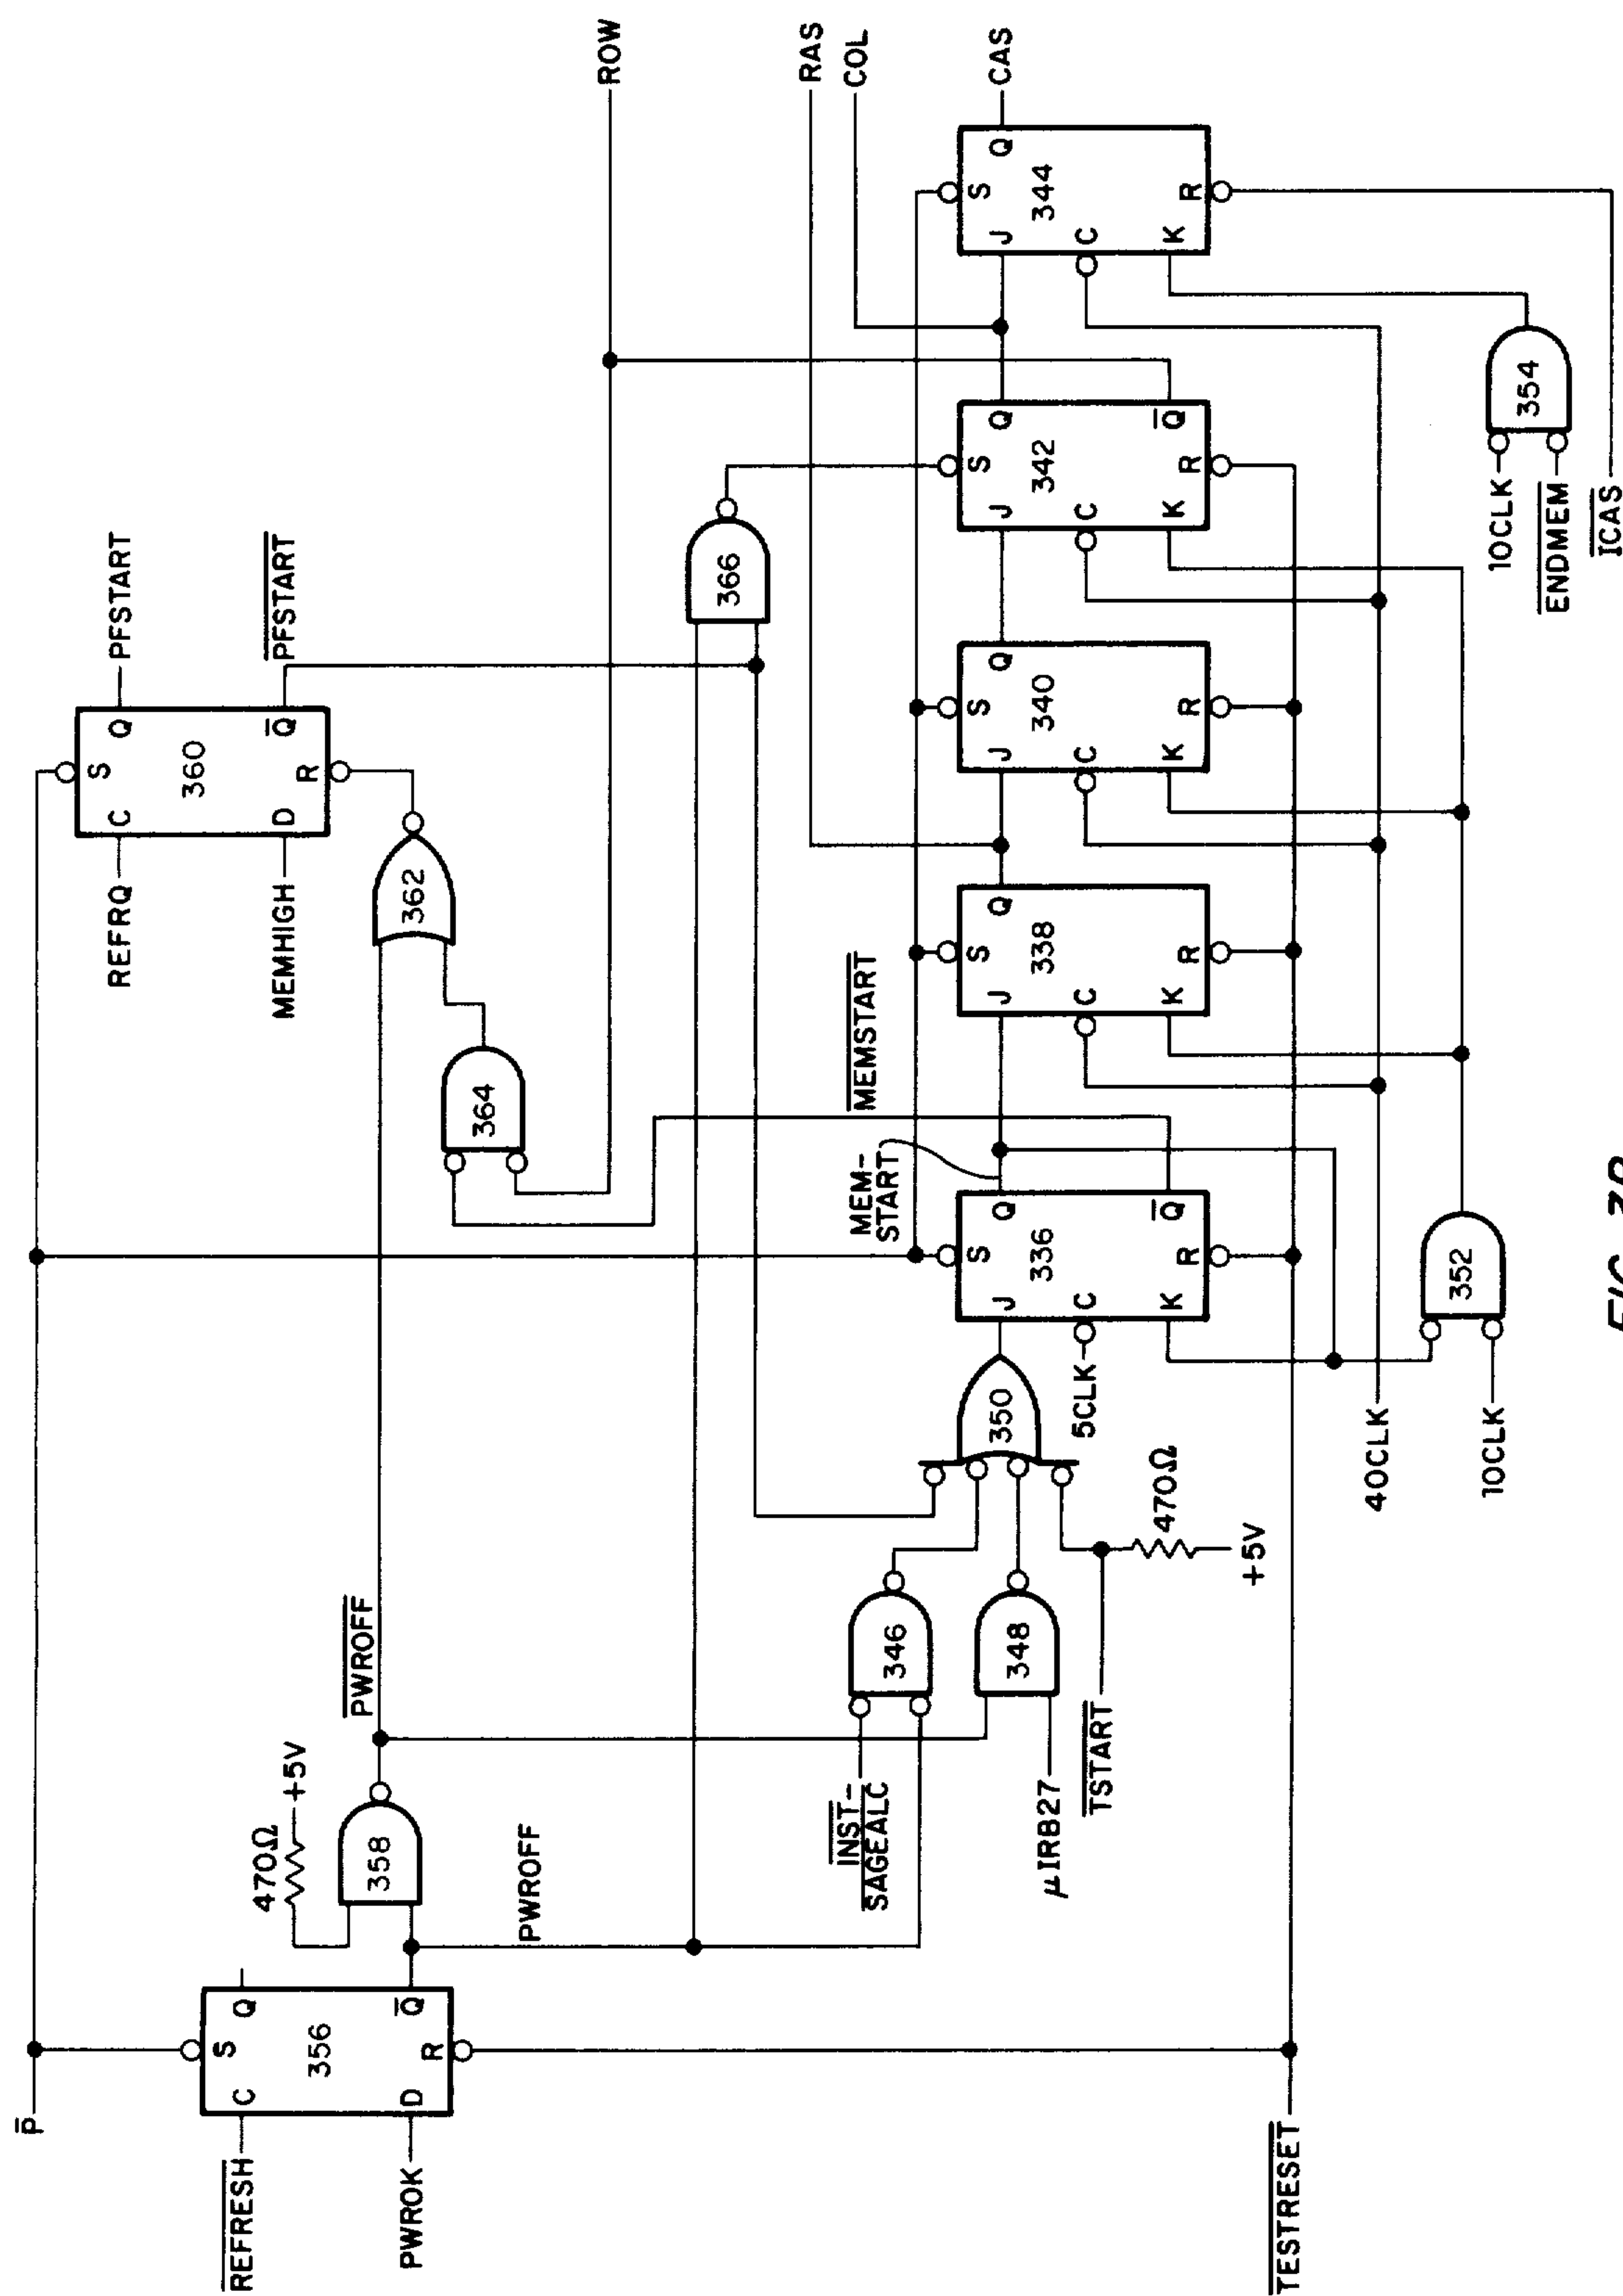 P̄
REFRESH
PWROK
C
S
Q
356
D
R
Q̄
470Ω
+5V
358
PWROFF
PWROFF
REFRQ
MEMHIGH
C
S
Q
360
D
R
Q̄
PFSTART
PFSTART
362
364
366
ROW
RAS
COL
CAS
INST-
SAGEALC
346
μIRB27
348
TSTART
470Ω
+5V
350
5CLK
J
S
Q
336
C
K
R
Q̄
MEM-
START
MEMSTART
J
S
Q
338
C
K
R
J
S
Q
340
C
K
R
J
S
Q
342
C
K
R
Q̄
J
S
Q
344
C
K
R
40CLK
10CLK
352
10CLK
ENDMEM
354
ICAS
TESTRESET
FIG.